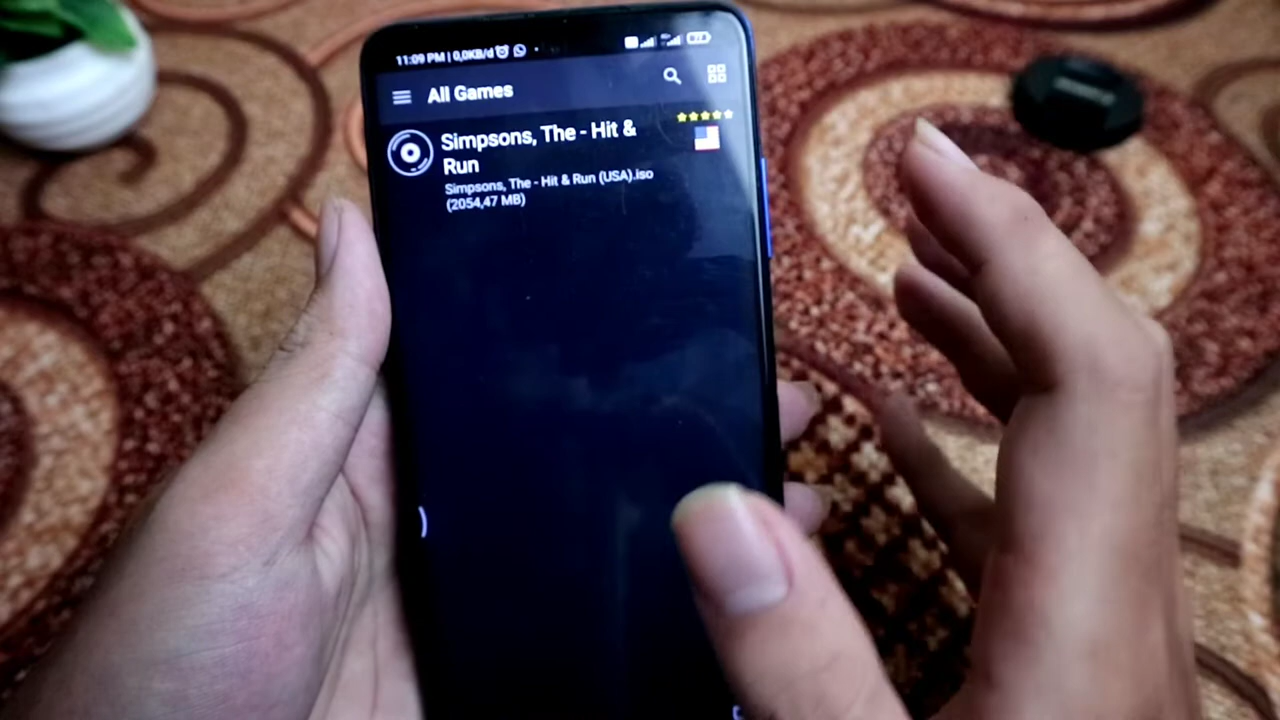 11:09 PM | 0,0KB/d
All Games
Simpsons, The - Hit &
Run
Simpsons, The - Hit & Run (USA).iso
(2054,47 MB)